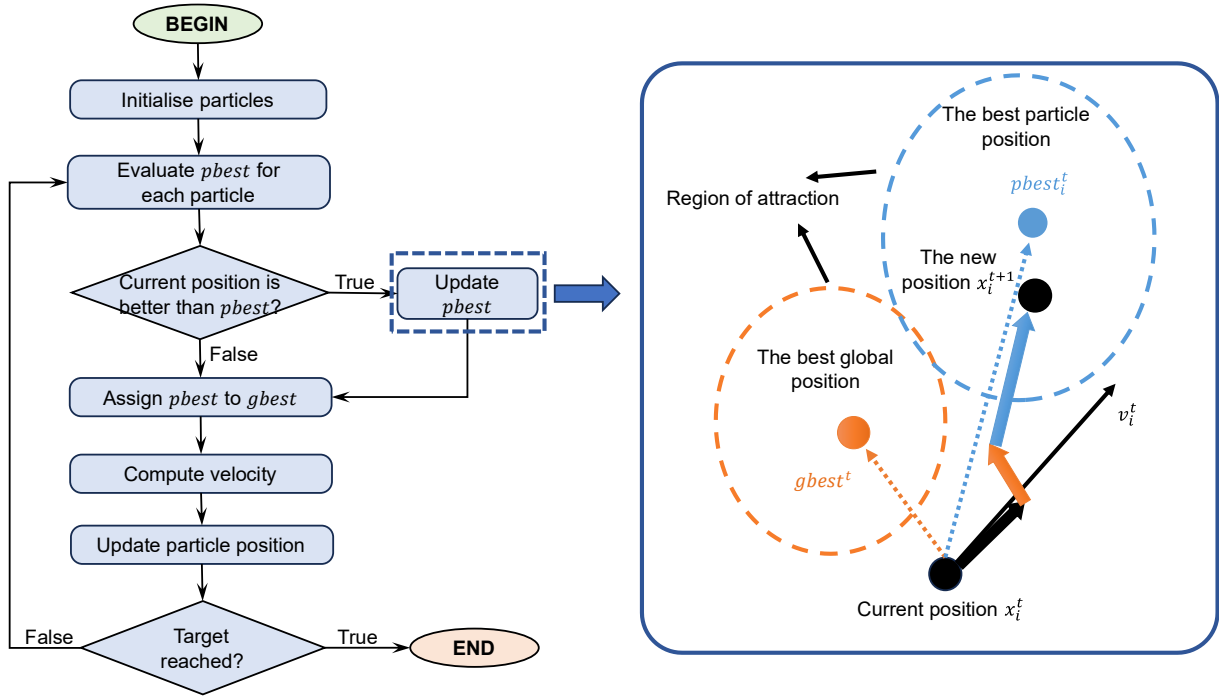 BEGIN
Initialise particles
Evaluate pbest for
each particle
Current position is
better than pbest?
True
Update
pbest
False
Assign pbest to gbest
Compute velocity
Update particle position
False
Target
reached?
True
END
The best particle
position
Region of attraction
pbest_i^t
The new
position x_i^{t+1}
The best global
position
v_i^t
gbest^t
Current position x_i^t